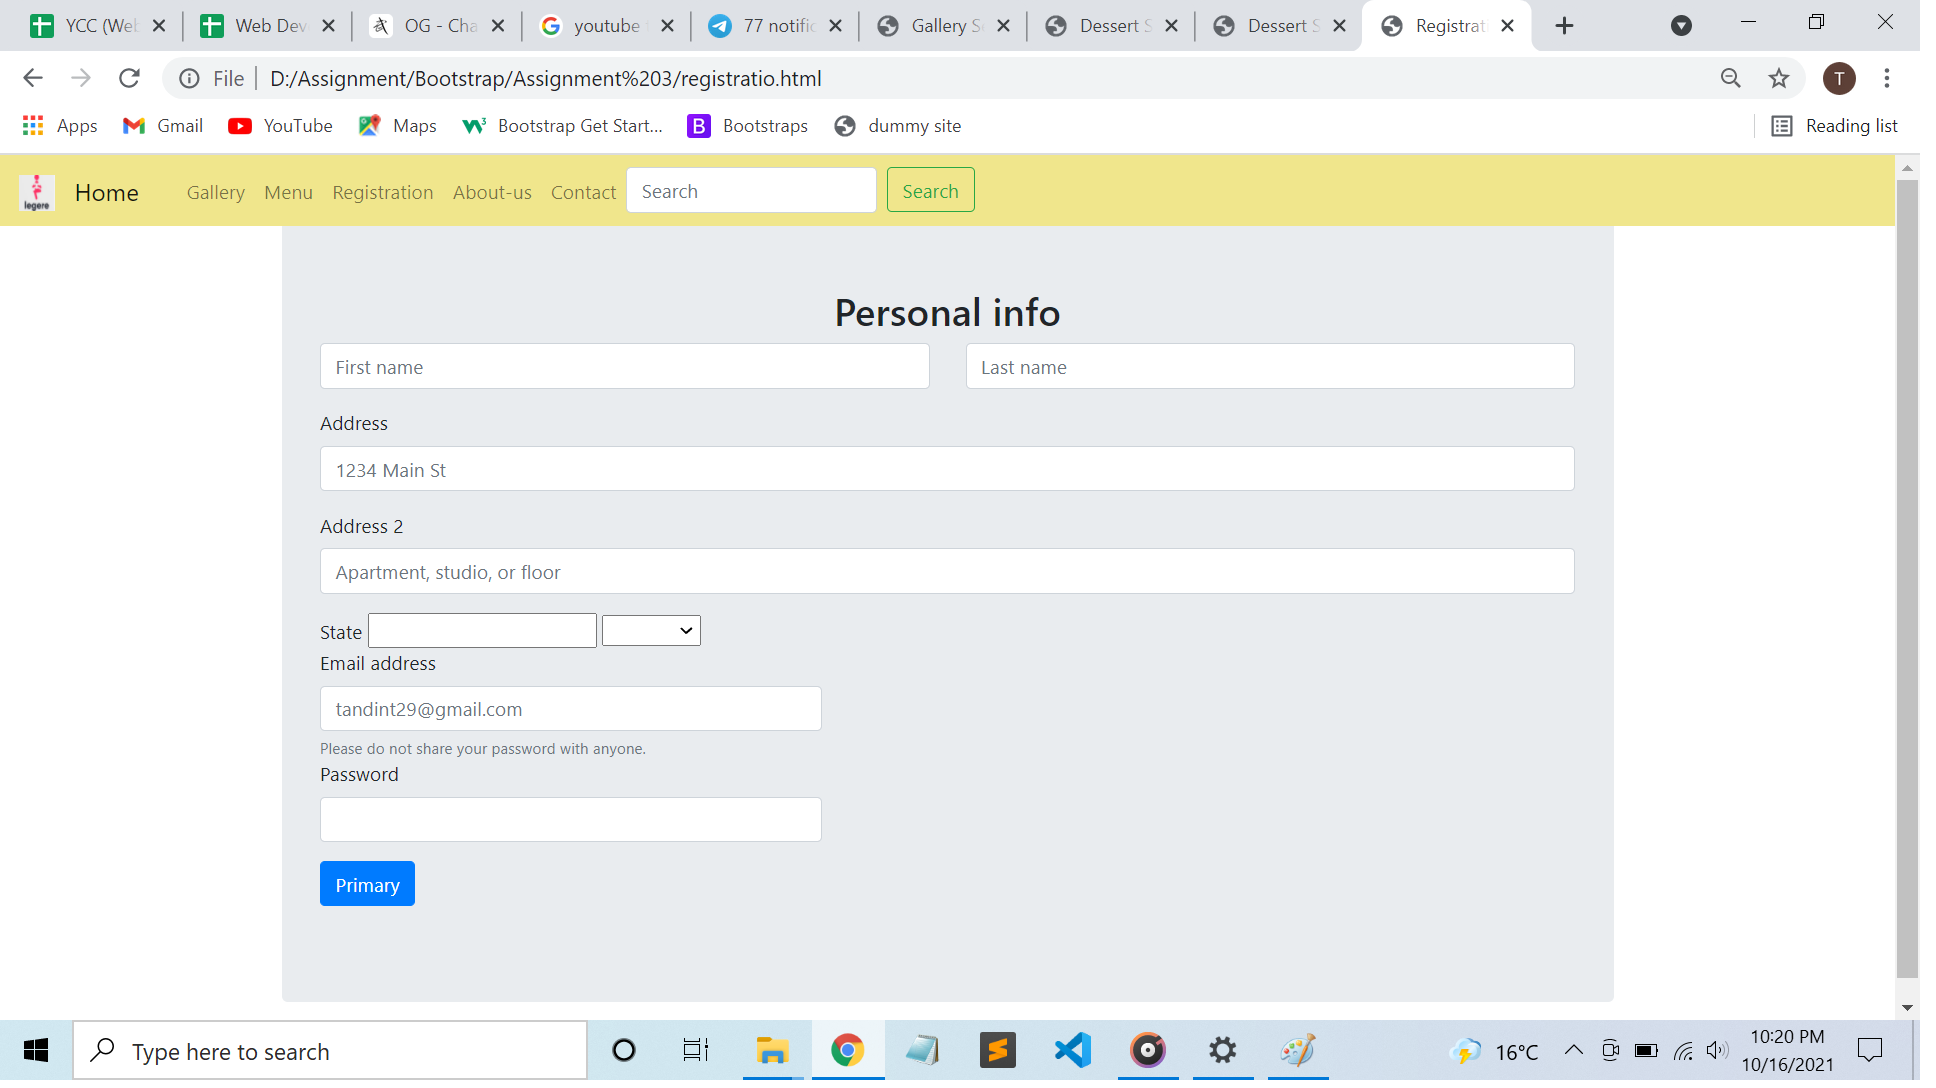 YCC (Web
Web Dev
OG - Cha
youtube
77 notific
Gallery S
Dessert S
Dessert S
Registrat
File
D:/Assignment/Bootstrap/Assignment%203/registratio.html
T
Apps
Gmail
YouTube
Maps
Bootstrap Get Start...
B Bootstraps
dummy site
Reading list
legere
Home
Gallery
Menu
Registration
About-us
Contact
Search
Search
Personal info
First name
Last name
Address
1234 Main St
Address 2
Apartment, studio, or floor
State
Email address
tandint29@gmail.com
Please do not share your password with anyone.
Password
Primary
Type here to search
16°C
10:20 PM
10/16/2021